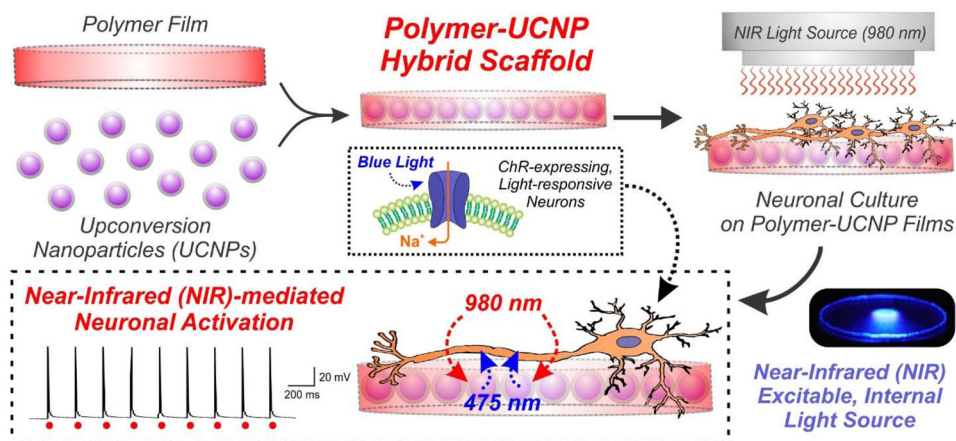 Polymer Film
Upconversion
Nanoparticles (UCNPs)
Polymer-UCNP
Hybrid Scaffold
NIR Light Source (980 nm)
Neuronal Culture
on Polymer-UCNP Films
Blue Light
Na⁺
ChR-expressing,
Light-responsive
Neurons
Near-Infrared (NIR)-mediated
Neuronal Activation
20 mV
200 ms
980 nm
475 nm
Near-Infrared (NIR)
Excitable, Internal
Light Source